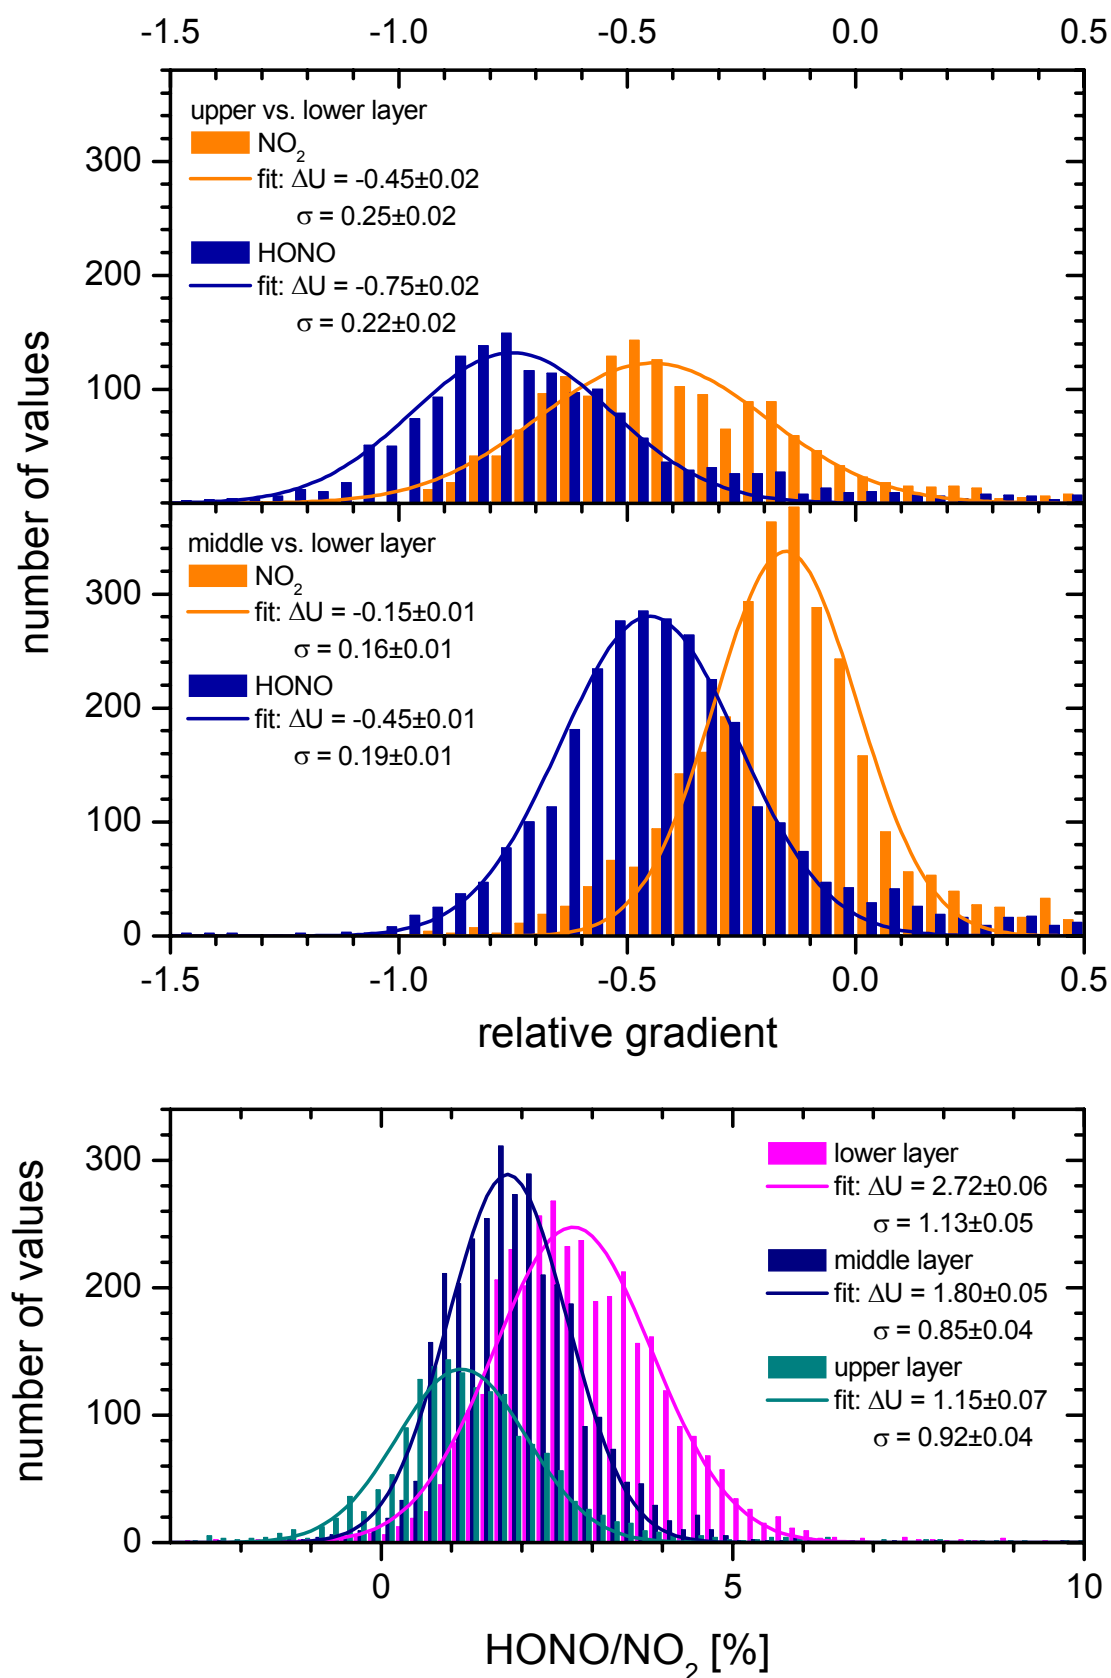 -1.5 -1.0 -0.5 0.0 0.5
upper vs. lower layer
NO2
fit: ΔU = -0.45±0.02
σ = 0.25±0.02
HONO
fit: ΔU = -0.75±0.02
σ = 0.22±0.02
300
200
100
number of values
middle vs. lower layer
NO2
fit: ΔU = -0.15±0.01
σ = 0.16±0.01
HONO
fit: ΔU = -0.45±0.01
σ = 0.19±0.01
300
200
100
0
-1.5 -1.0 -0.5 0.0 0.5
relative gradient
lower layer
fit: ΔU = 2.72±0.06
σ = 1.13±0.05
middle layer
fit: ΔU = 1.80±0.05
σ = 0.85±0.04
upper layer
fit: ΔU = 1.15±0.07
σ = 0.92±0.04
300
200
100
0
number of values
0 5 10
HONO/NO2 [%]